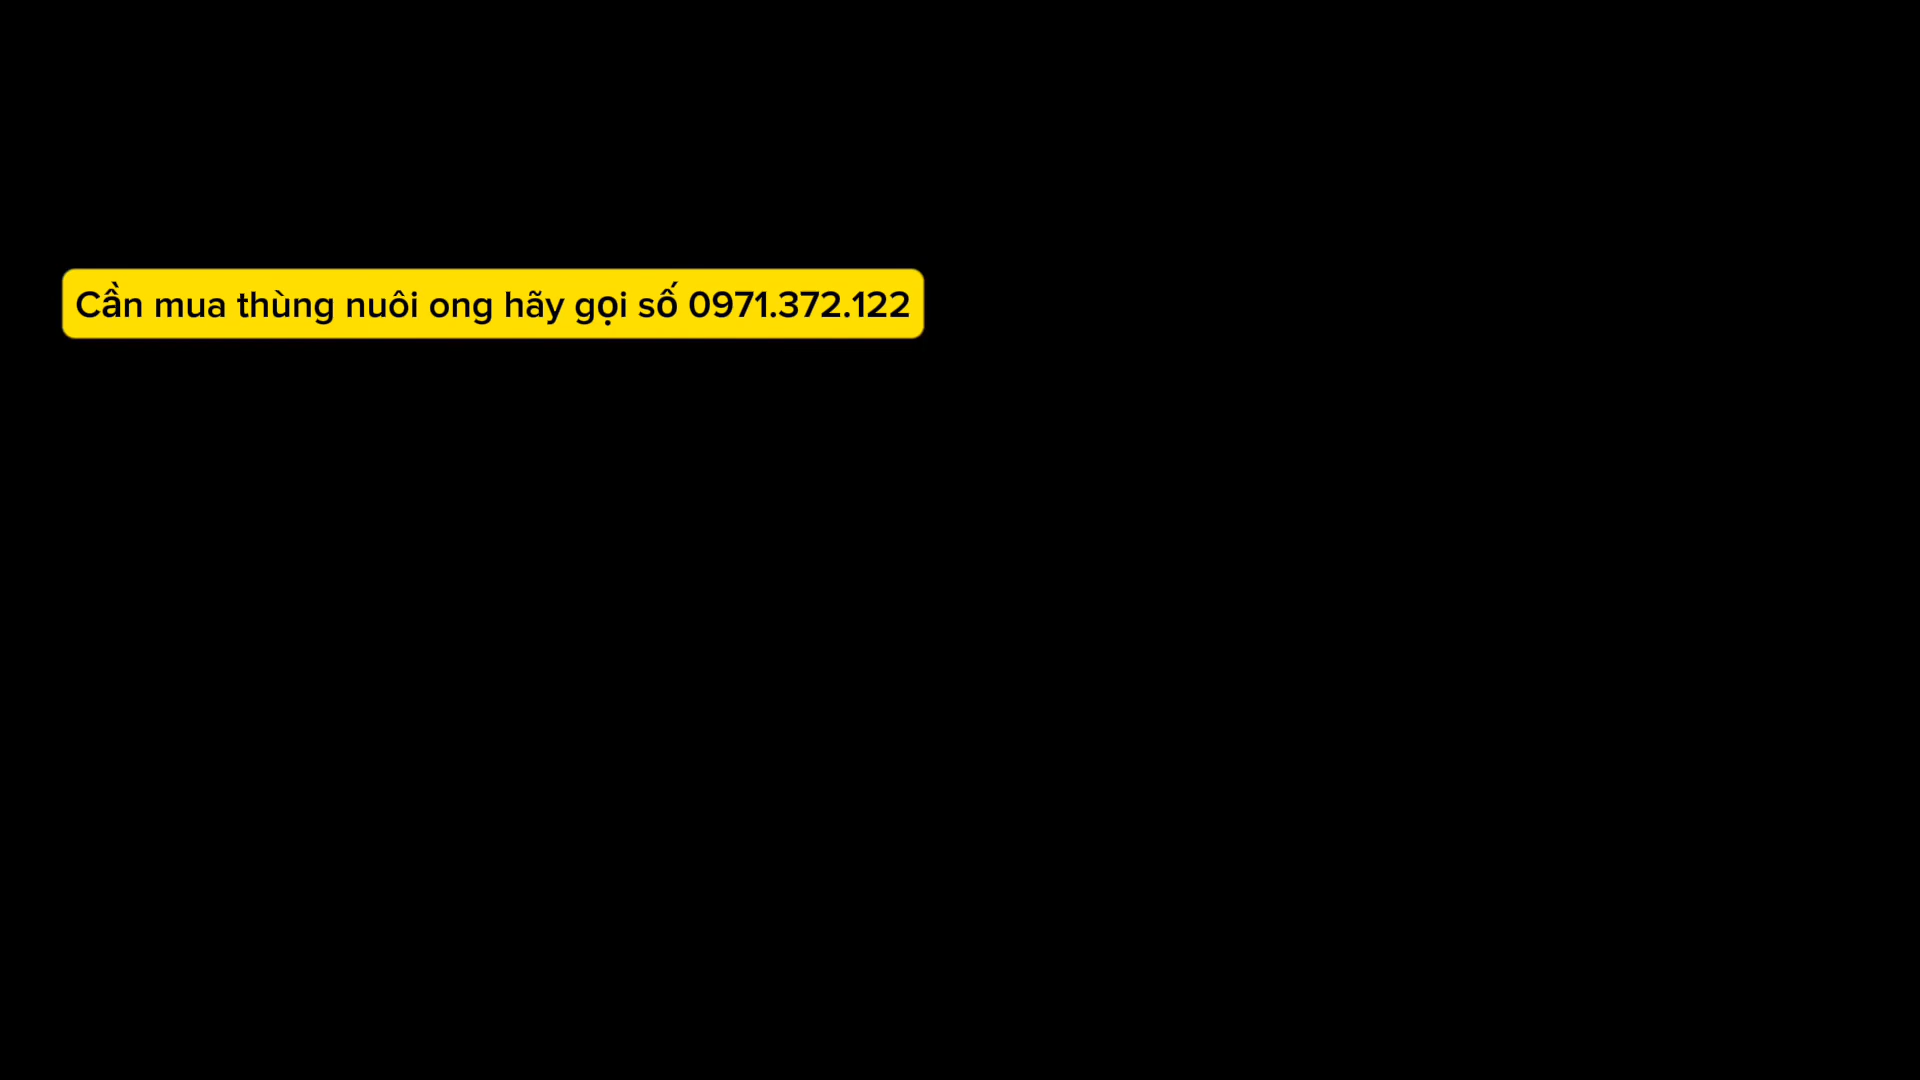 Cần mua thùng nuôi ong hãy gọi số 0971.372.122